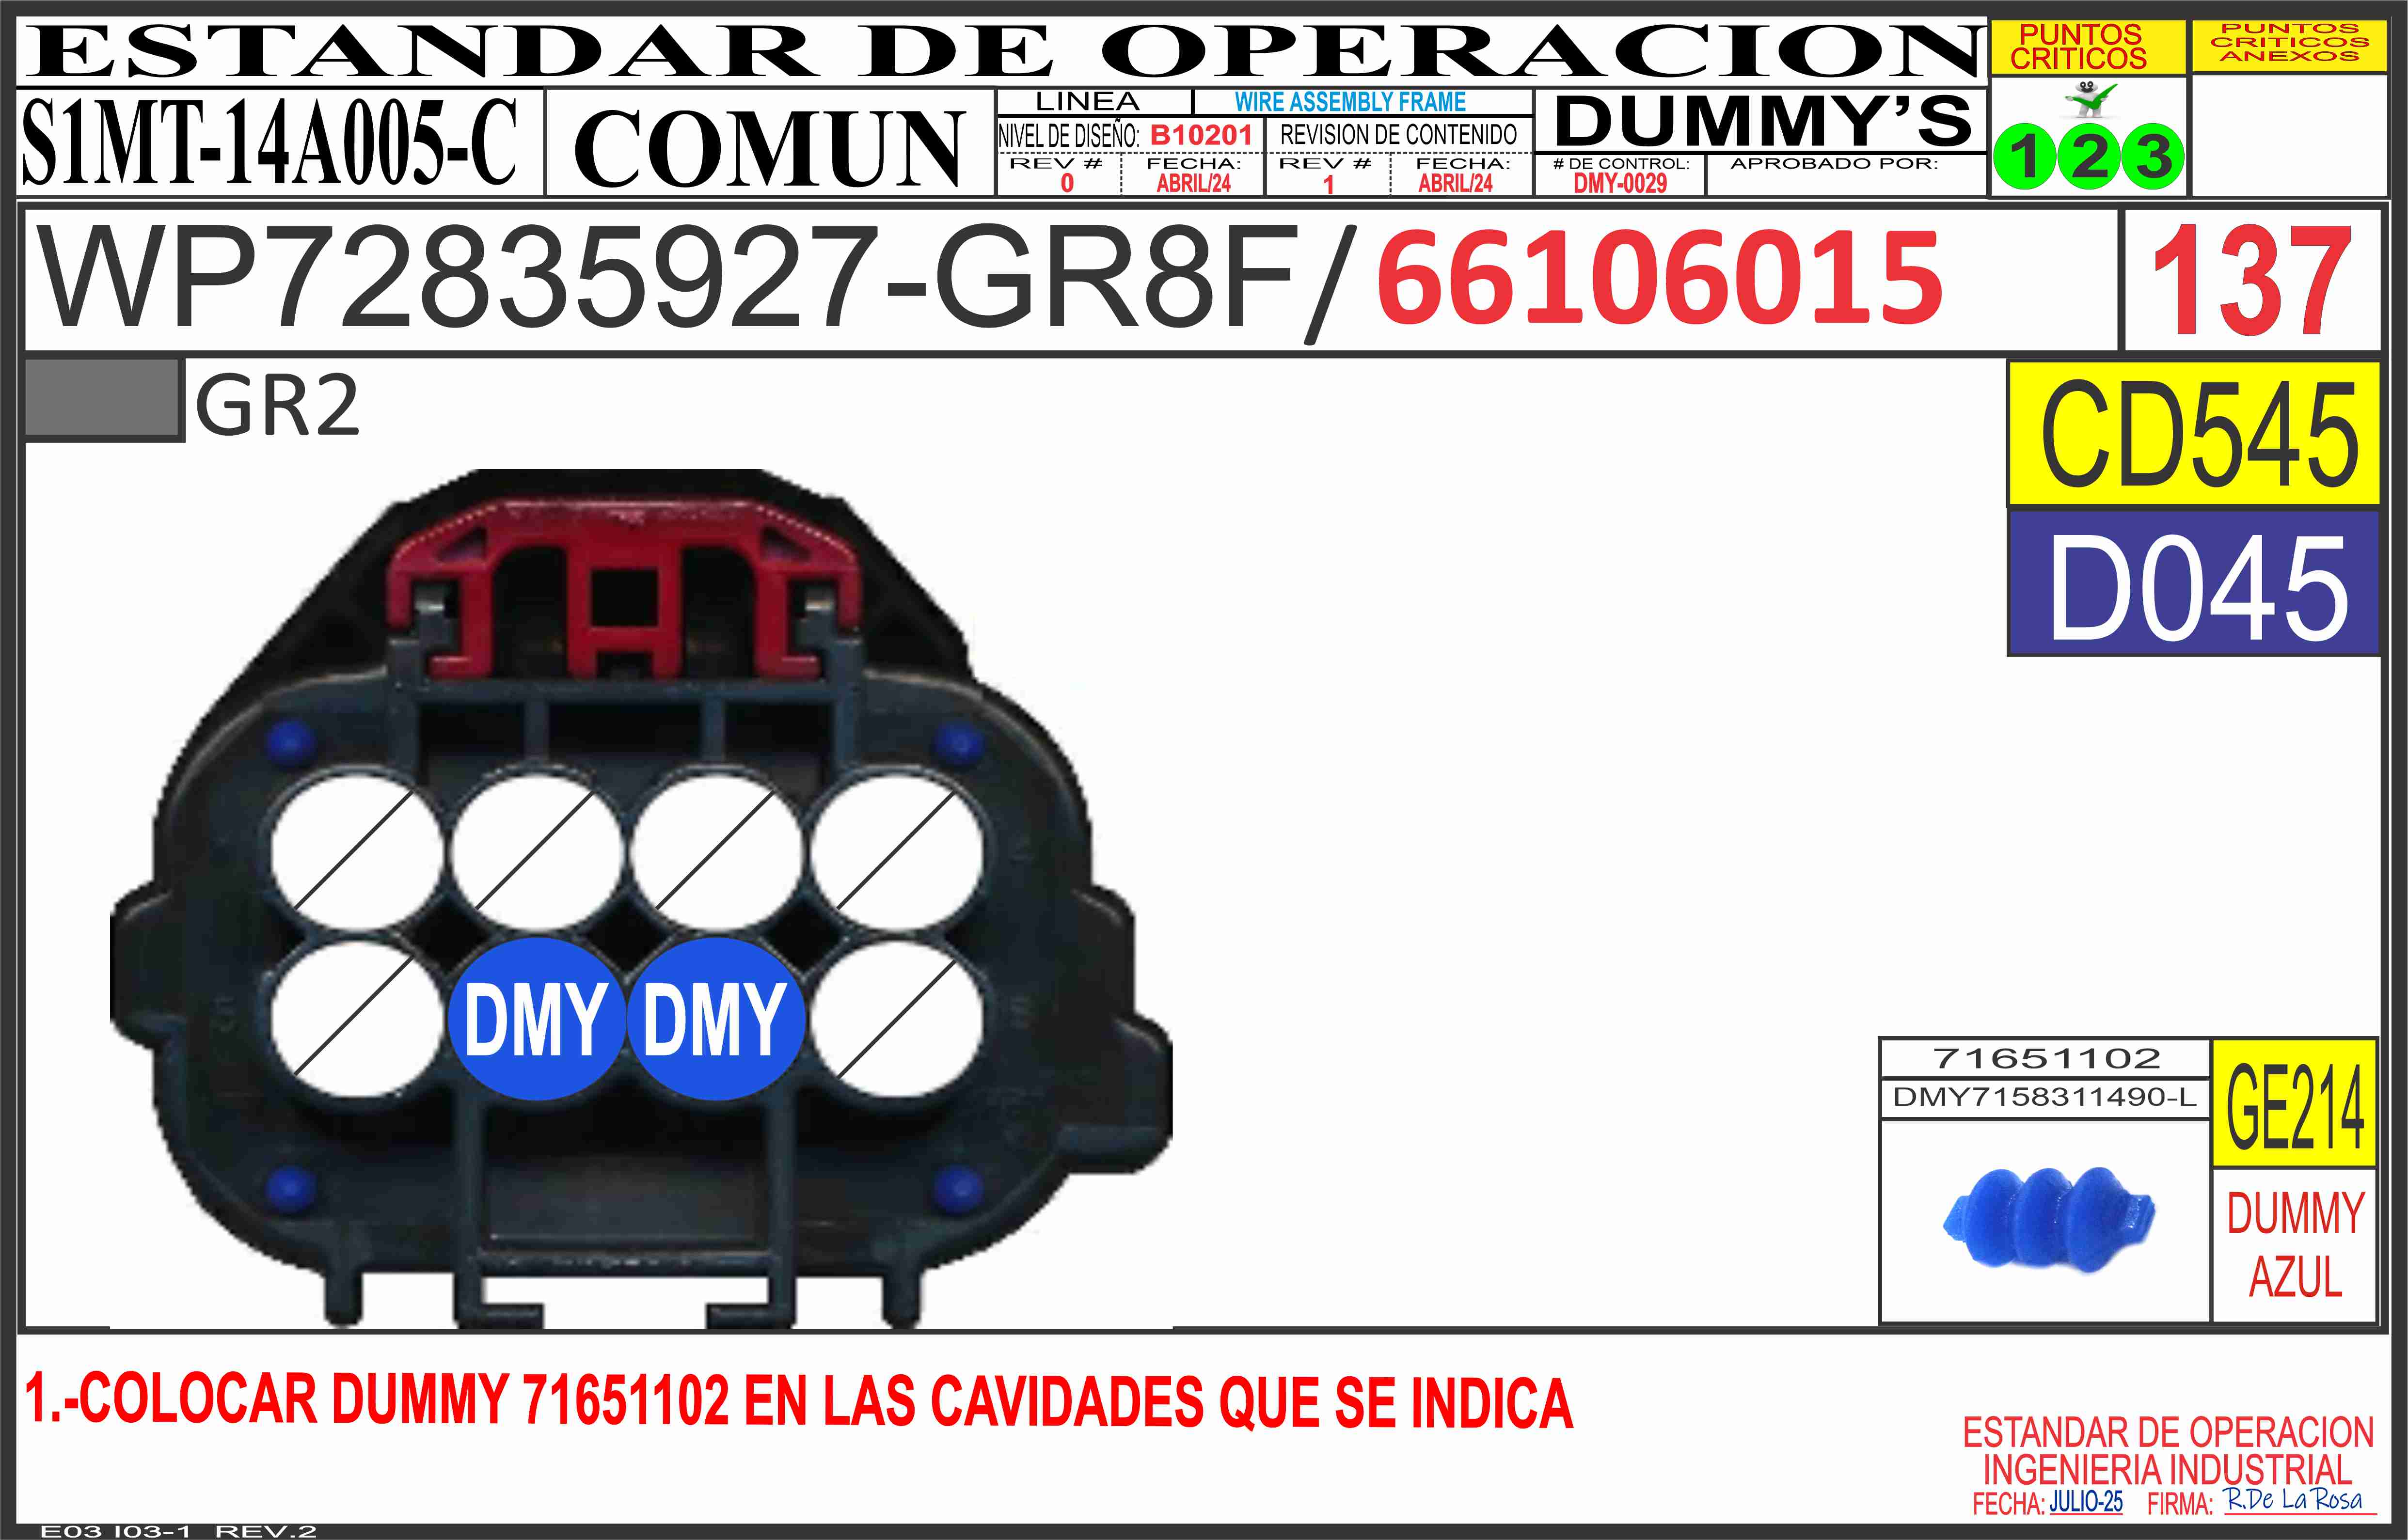 ESTANDAR DE OPERACION
PUNTOS
CRITICOS
PUNTOS
CRITICOS
ANEXOS
S1MT-14A005-C
COMUN
LINEA
WIRE ASSEMBLY FRAME
NIVEL DE DISEÑO: B10201
REVISION DE CONTENIDO
REV #
0
FECHA:
ABRIL/24
REV #
1
FECHA:
ABRIL/24
DUMMY'S
# DE CONTROL:
DMY-0029
APROBADO POR:
1 2 3
WP72835927-GR8F/66106015
137
GR2
CD545
D045
DMY DMY
71651102
DMY7158311490-L
GE214
DUMMY
AZUL
1.-COLOCAR DUMMY 71651102 EN LAS CAVIDADES QUE SE INDICA
ESTANDAR DE OPERACION
INGENIERIA INDUSTRIAL
FECHA: JULIO-25 FIRMA: R.De La Rosa
E03 I03-1 REV.2